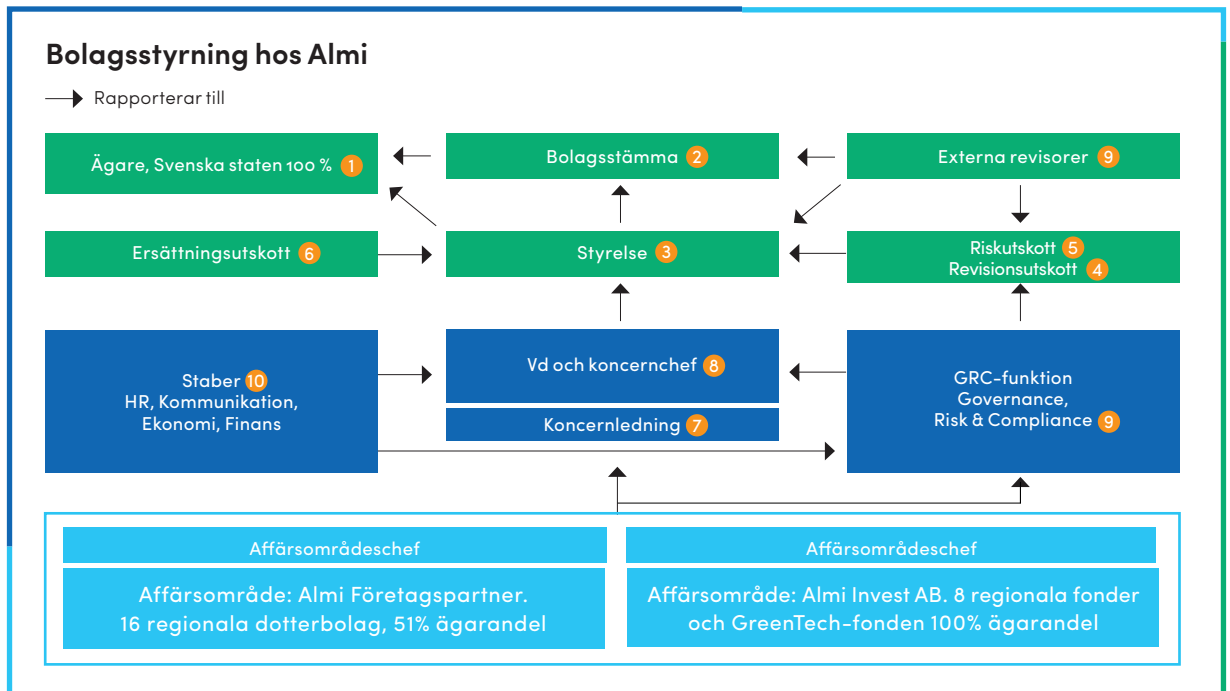 Bolagsstyrning hos Almi
Rapporterar till
Ägare, Svenska staten 100 % 1
Bolagsstämma 2
Externa revisorer 9
Ersättningsutskott 6
Styrelse 3
Riskutskott 5
Revisionsutskott 4
Staber 10
HR, Kommunikation,
Ekonomi, Finans
Vd och koncernchef 8
Koncernledning 7
GRC-funktion
Governance,
Risk & Compliance 9
Affärsområdeschef
Affärsområde: Almi Företagspartner.
16 regionala dotterbolag, 51% ägarandel
Affärsområdeschef
Affärsområde: Almi Invest AB. 8 regionala fonder
och GreenTech-fonden 100% ägarandel